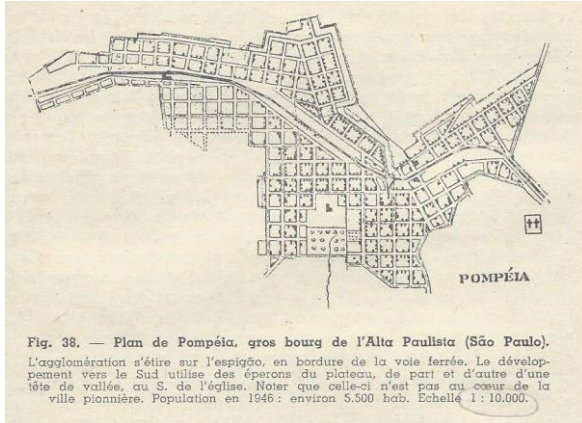 POMPÉIA
Fig. 38. — Plan de Pompéia, gros bourg de l'Alta Paulista (São Paulo).
L'agglomération s'étire sur l'espigão, en bordure de la voie ferrée. Le dévelop-
pement vers le Sud utilise des éperons du plateau, de part et d'autre d'une
tête de vallée, au S. de l'église. Noter que celle-ci n'est pas au cœur de la
ville pionnière. Population en 1946 : environ 5.500 hab. Echelle 1 : 10.000.